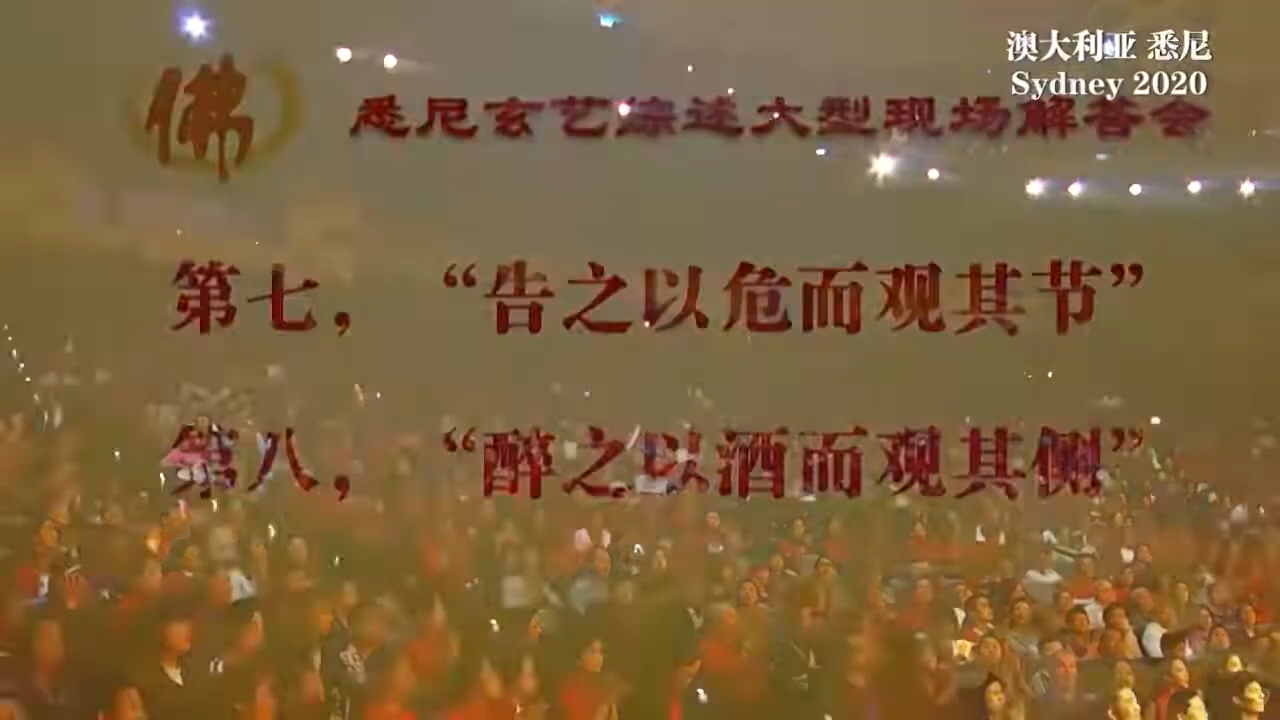 澳大利亚 悉尼
Sydney 2020
佛
悉尼玄艺综述大型现场解答会
第七，“告之以危而观其节”
第八，“醉之以酒而观其侧”